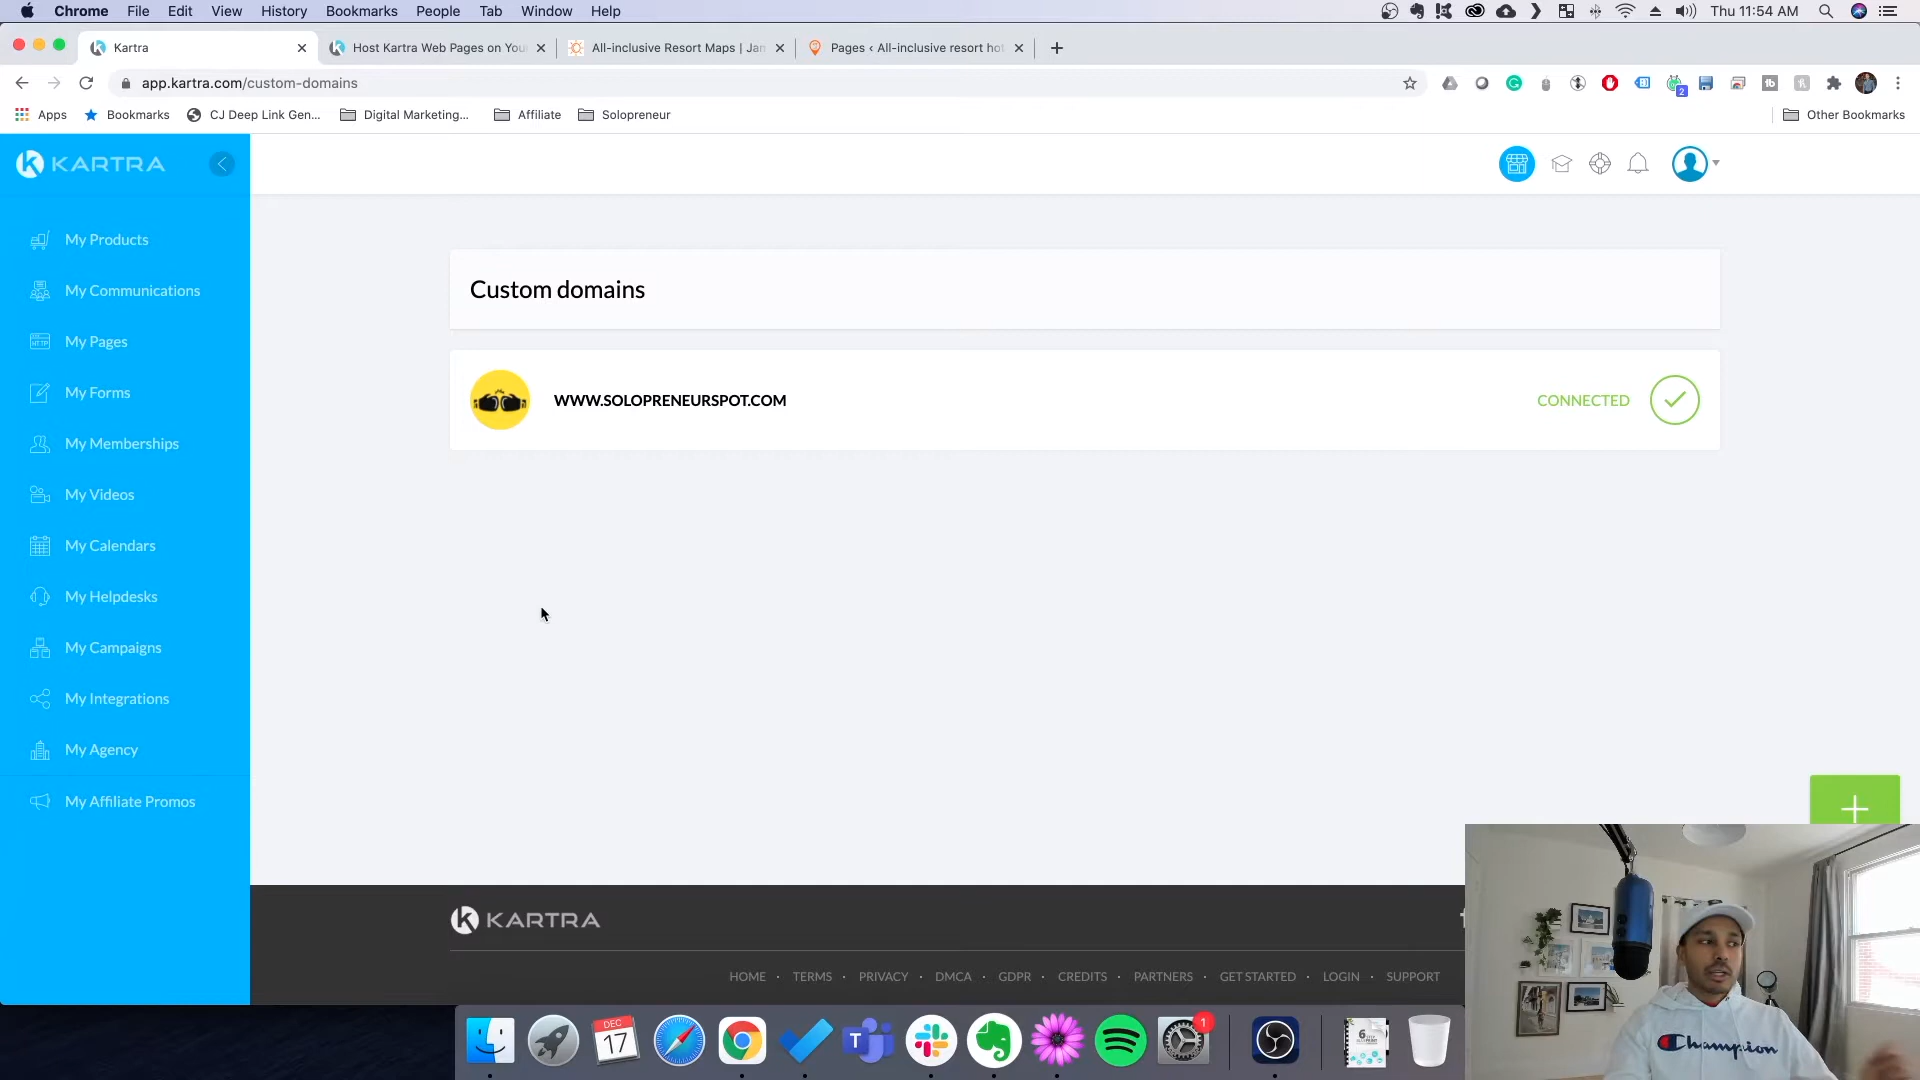 Chrome File Edit View History Bookmarks People Tab Window Help Thu 11:54 AM
Kartra Host Kartra Web Pages on You All-inclusive Resort Maps | Jam Pages ‹ All-inclusive resort hot
app.kartra.com/custom-domains
2
Apps Bookmarks CJ Deep Link Gen... Digital Marketing... Affiliate Solopreneur Other Bookmarks
KARTRA
My Products
My Communications
My Pages
My Forms
My Memberships
My Videos
My Calendars
My Helpdesks
My Campaigns
My Integrations
My Agency
My Affiliate Promos
Custom domains
WWW.SOLOPRENEURSPOT.COM CONNECTED
KARTRA
HOME · TERMS · PRIVACY · DMCA · GDPR · CREDITS · PARTNERS · GET STARTED · LOGIN · SUPPORT
DEC
17
T
1
Champion